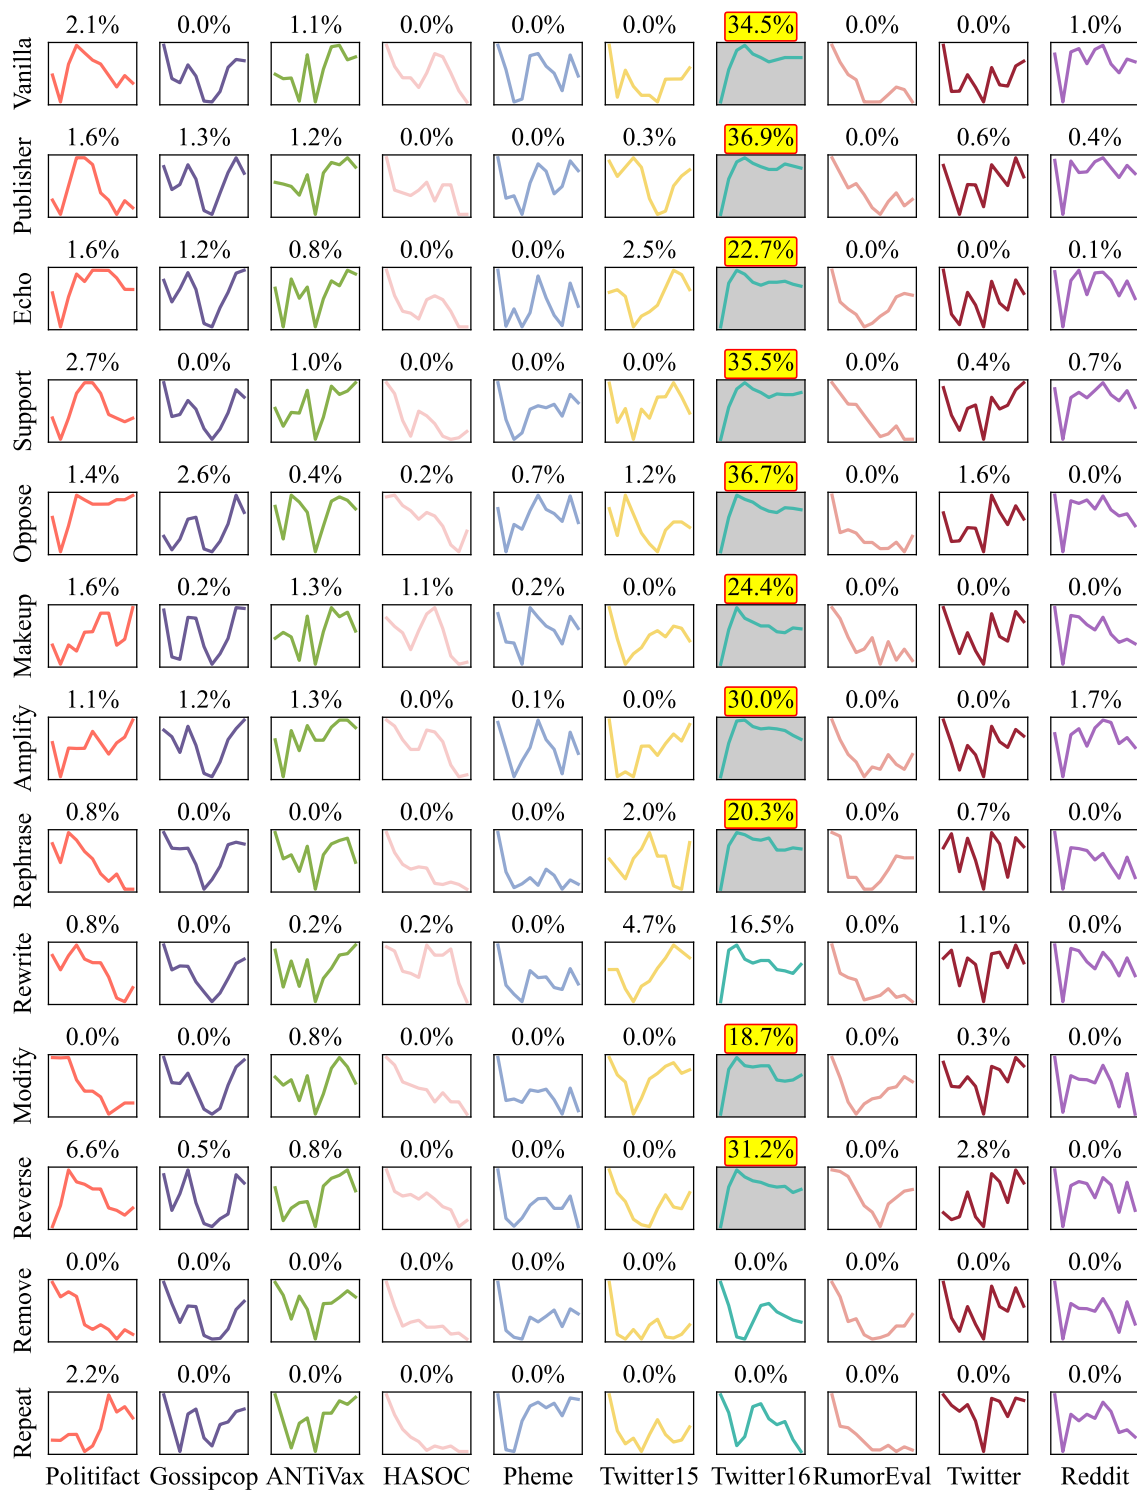 2.1% 0.0% 1.1% 0.0% 0.0% 0.0% 34.5% 0.0% 0.0% 1.0%
Vanilla
1.6% 1.3% 1.2% 0.0% 0.0% 0.3% 36.9% 0.0% 0.6% 0.4%
Publisher
1.6% 1.2% 0.8% 0.0% 0.0% 2.5% 22.7% 0.0% 0.0% 0.1%
Echo
2.7% 0.0% 1.0% 0.0% 0.0% 0.0% 35.5% 0.0% 0.4% 0.7%
Support
1.4% 2.6% 0.4% 0.2% 0.7% 1.2% 36.7% 0.0% 1.6% 0.0%
Oppose
1.6% 0.2% 1.3% 1.1% 0.2% 0.0% 24.4% 0.0% 0.0% 0.0%
Makeup
1.1% 1.2% 1.3% 0.0% 0.1% 0.0% 30.0% 0.0% 0.0% 1.7%
Amplify
0.8% 0.0% 0.0% 0.0% 0.0% 2.0% 20.3% 0.0% 0.7% 0.0%
Rephrase
0.8% 0.0% 0.2% 0.2% 0.0% 4.7% 16.5% 0.0% 1.1% 0.0%
Rewrite
0.0% 0.0% 0.8% 0.0% 0.0% 0.0% 18.7% 0.0% 0.3% 0.0%
Modify
6.6% 0.5% 0.8% 0.0% 0.0% 0.0% 31.2% 0.0% 2.8% 0.0%
Reverse
0.0% 0.0% 0.0% 0.0% 0.0% 0.0% 0.0% 0.0% 0.0% 0.0%
Remove
2.2% 0.0% 0.0% 0.0% 0.0% 0.0% 0.0% 0.0% 0.0% 0.0%
Repeat
Politifact Gossipcop ANTiVax HASOC Pheme Twitter15 Twitter16 RumorEval Twitter Reddit